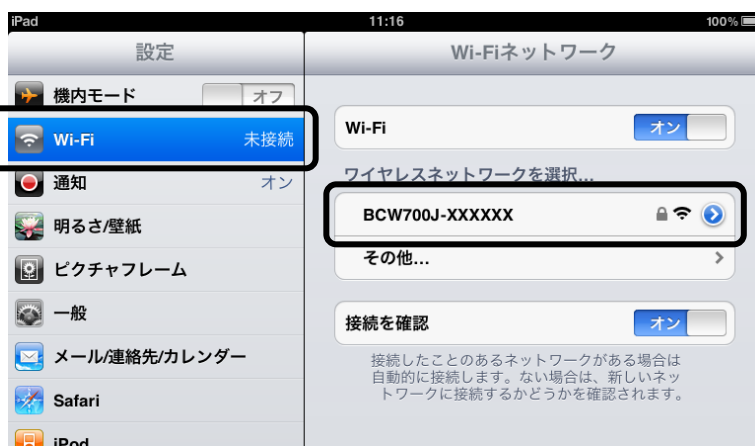 iPad 11:16 100%
設定
機内モード オフ
Wi-Fi 未接続
通知 オン
明るさ/壁紙
ピクチャフレーム
一般
メール/連絡先/カレンダー
Safari
iPod
Wi-Fiネットワーク
Wi-Fi オン
ワイヤレスネットワークを選択...
BCW700J-XXXXXX
その他...
接続を確認 オン
接続したことのあるネットワークがある場合は
自動的に接続します。ない場合は、新しいネッ
トワークに接続するかどうかを確認されます。